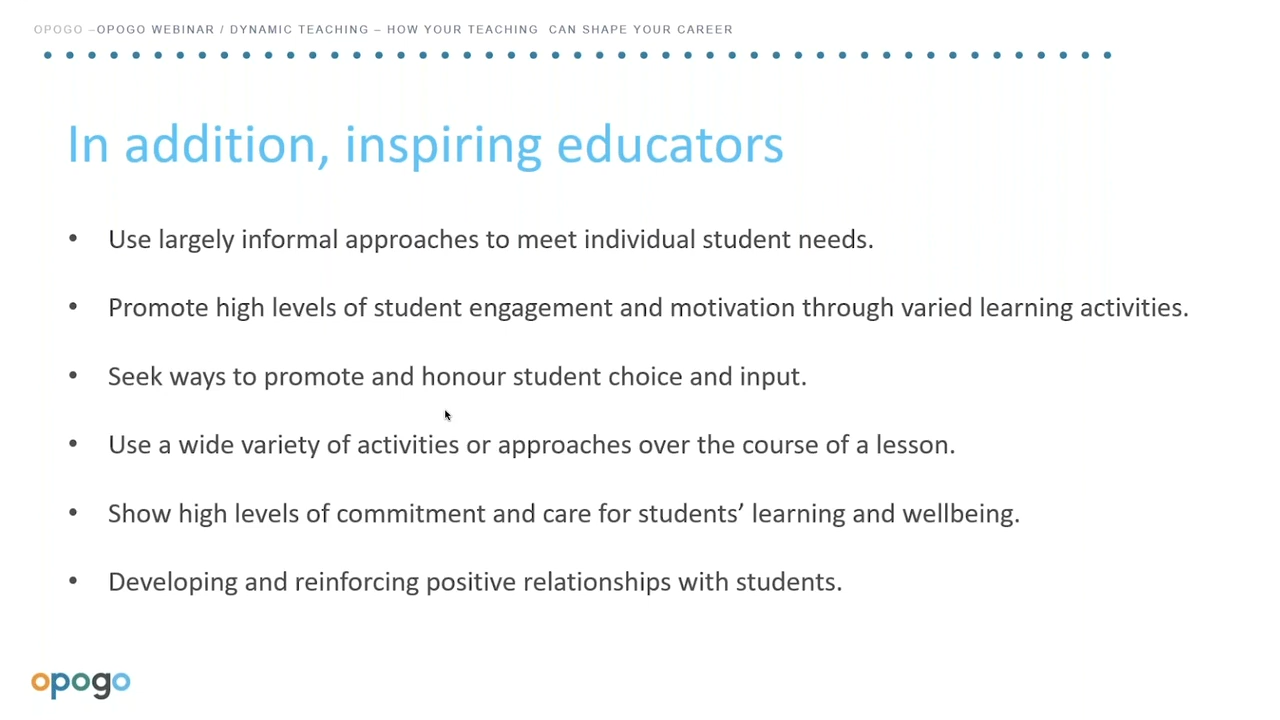 OPOGO –OPOGO WEBINAR / DYNAMIC TEACHING – HOW YOUR TEACHING  CAN SHAPE YOUR CAREER
In addition, inspiring educators
• Use largely informal approaches to meet individual student needs.
• Promote high levels of student engagement and motivation through varied learning activities.
• Seek ways to promote and honour student choice and input.
• Use a wide variety of activities or approaches over the course of a lesson.
• Show high levels of commitment and care for students’ learning and wellbeing.
• Developing and reinforcing positive relationships with students.
opogo